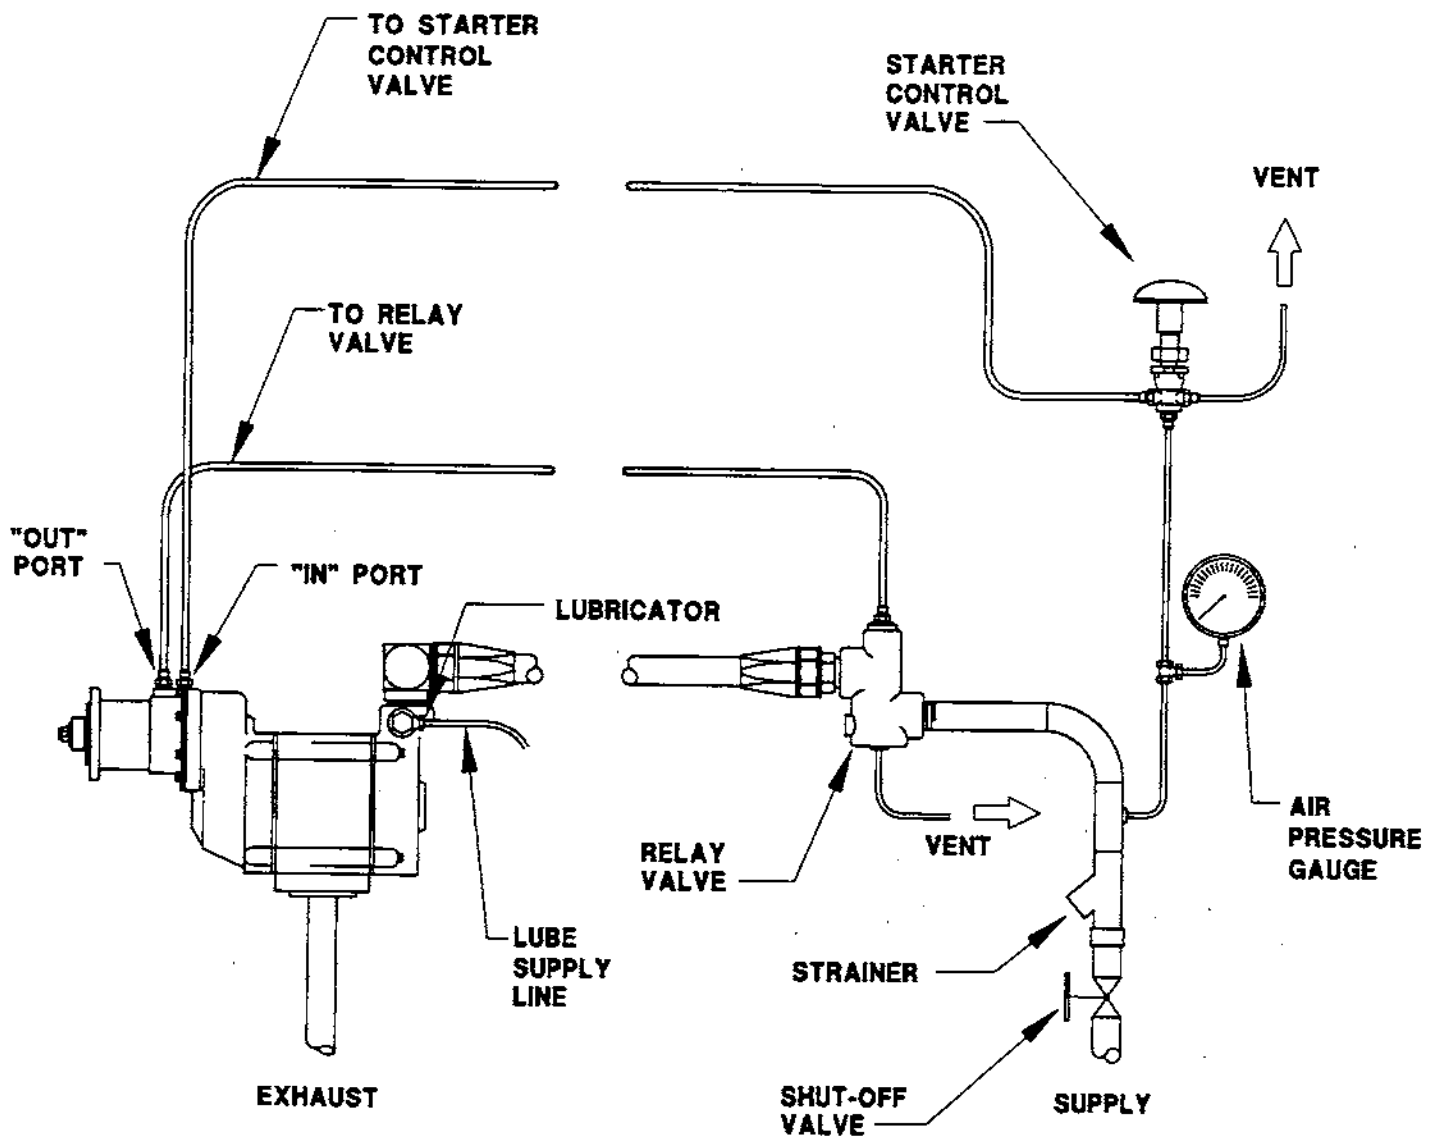 TO STARTER
CONTROL
VALVE
STARTER
CONTROL
VALVE
VENT
TO RELAY
VALVE
"OUT"
PORT
"IN" PORT
LUBRICATOR
AIR
PRESSURE
GAUGE
VENT
RELAY
VALVE
LUBE
SUPPLY
LINE
STRAINER
EXHAUST
SHUT-OFF
VALVE
SUPPLY